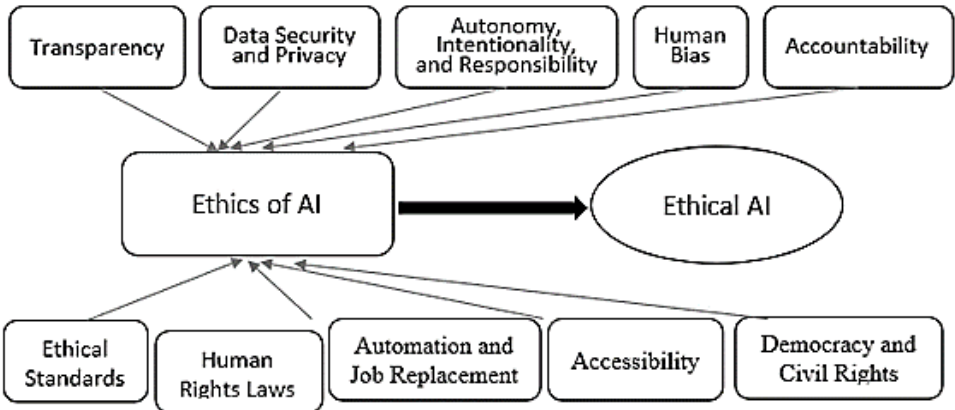 Transparency
Data Security
and Privacy
Autonomy,
Intentionality,
and Responsibility
Human
Bias
Accountability
Ethics of AI
Ethical AI
Ethical
Standards
Human
Rights Laws
Automation and
Job Replacement
Accessibility
Democracy and
Civil Rights